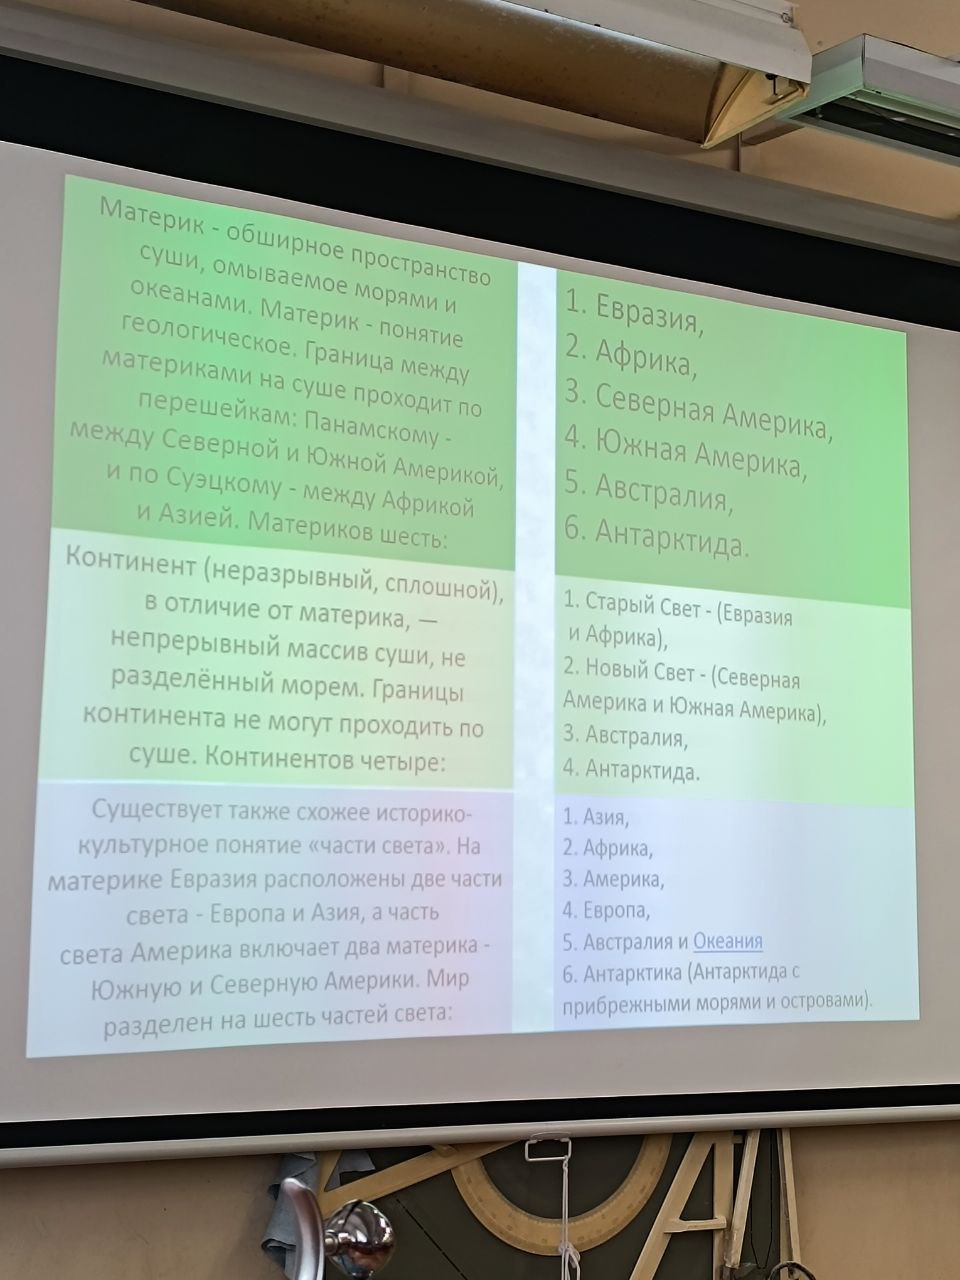 Материк - обширное пространство
суши, омываемое морями и
океанами. Материк - понятие
геологическое. Граница между
материками на суше проходит по
перешейкам: Панамскому -
между Северной и Южной Америкой,
и по Суэцкому - между Африкой
и Азией. Материков шесть:
1. Евразия,
2. Африка,
3. Северная Америка,
4. Южная Америка,
5. Австралия,
6. Антарктида.
Континент (неразрывный, сплошной),
в отличие от материка, —
непрерывный массив суши, не
разделённый морем. Границы
континента не могут проходить по
суше. Континентов четыре:
1. Старый Свет - (Евразия
и Африка),
2. Новый Свет - (Северная
Америка и Южная Америка),
3. Австралия,
4. Антарктида.
Существует также схожее историко-
культурное понятие «части света». На
материке Евразия расположены две части
света - Европа и Азия, а часть
света Америка включает два материка -
Южную и Северную Америки. Мир
разделен на шесть частей света:
1. Азия,
2. Африка,
3. Америка,
4. Европа,
5. Австралия и Океания
6. Антарктика (Антарктида с
прибрежными морями и островами).